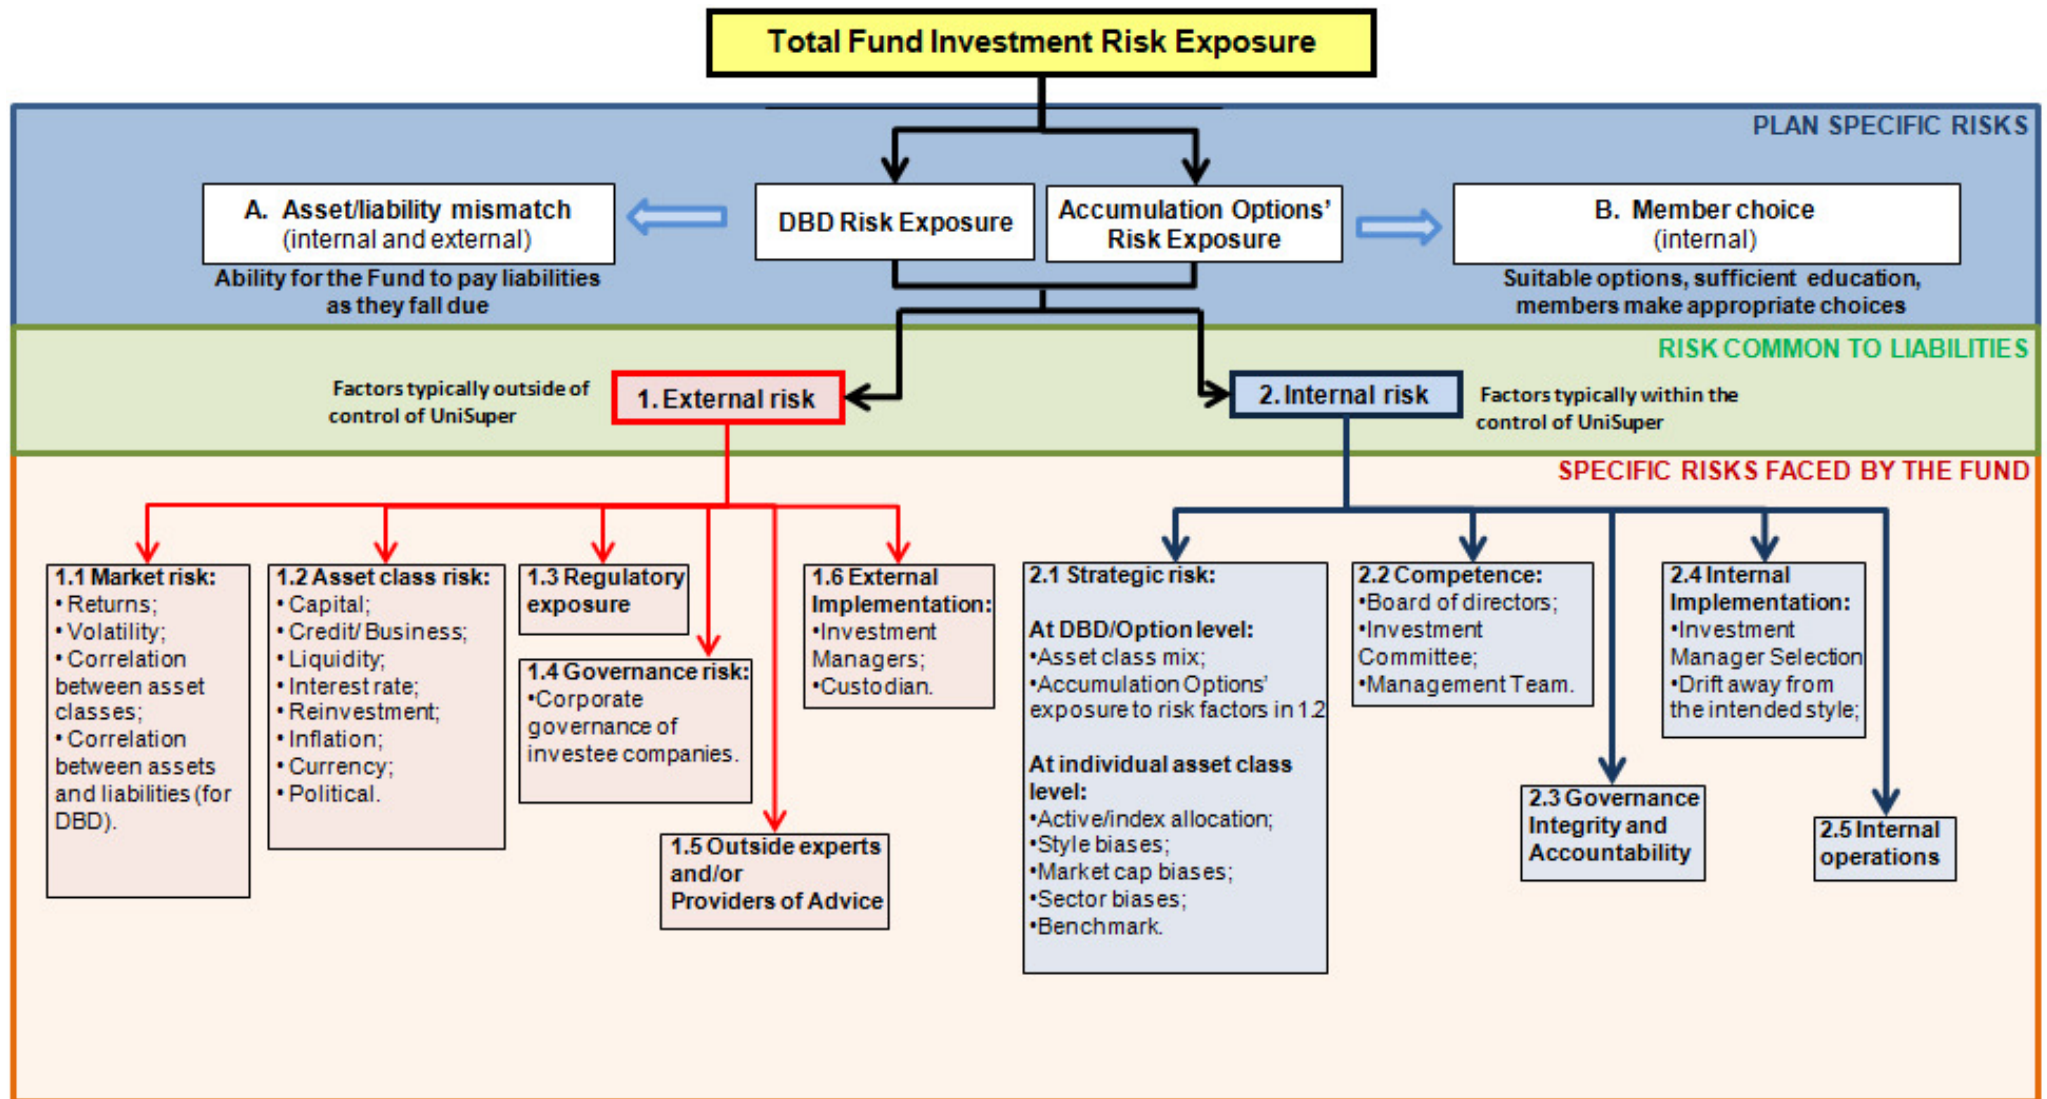 Total Fund Investment Risk Exposure
PLAN SPECIFIC RISKS
A. Asset/liability mismatch
(internal and external)
Ability for the Fund to pay liabilities
as they fall due
DBD Risk Exposure
Accumulation Options’
Risk Exposure
B. Member choice
(internal)
Suitable options, sufficient education,
members make appropriate choices
RISK COMMON TO LIABILITIES
Factors typically outside of
control of UniSuper
1. External risk
2. Internal risk
Factors typically within the
control of UniSuper
SPECIFIC RISKS FACED BY THE FUND
1.1 Market risk:
• Returns;
• Volatility;
• Correlation
between asset
classes;
• Correlation
between assets
and liabilities (for
DBD).
1.2 Asset class risk:
• Capital;
• Credit/ Business;
• Liquidity;
• Interest rate;
• Reinvestment;
• Inflation;
• Currency;
• Political.
1.3 Regulatory
exposure
1.4 Governance risk:
•Corporate
governance of
investee companies.
1.5 Outside experts
and/or
Providers of Advice
1.6 External
Implementation:
•Investment
Managers;
•Custodian.
2.1 Strategic risk:
At DBD/Option level:
•Asset class mix;
•Accumulation Options’
exposure to risk factors in 1.2
At individual asset class
level:
•Active/index allocation;
•Style biases;
•Market cap biases;
•Sector biases;
•Benchmark.
2.2 Competence:
•Board of directors;
•Investment
Committee;
•Management Team.
2.3 Governance
Integrity and
Accountability
2.4 Internal
Implementation:
•Investment
Manager Selection
•Drift away from
the intended style;
2.5 Internal
operations